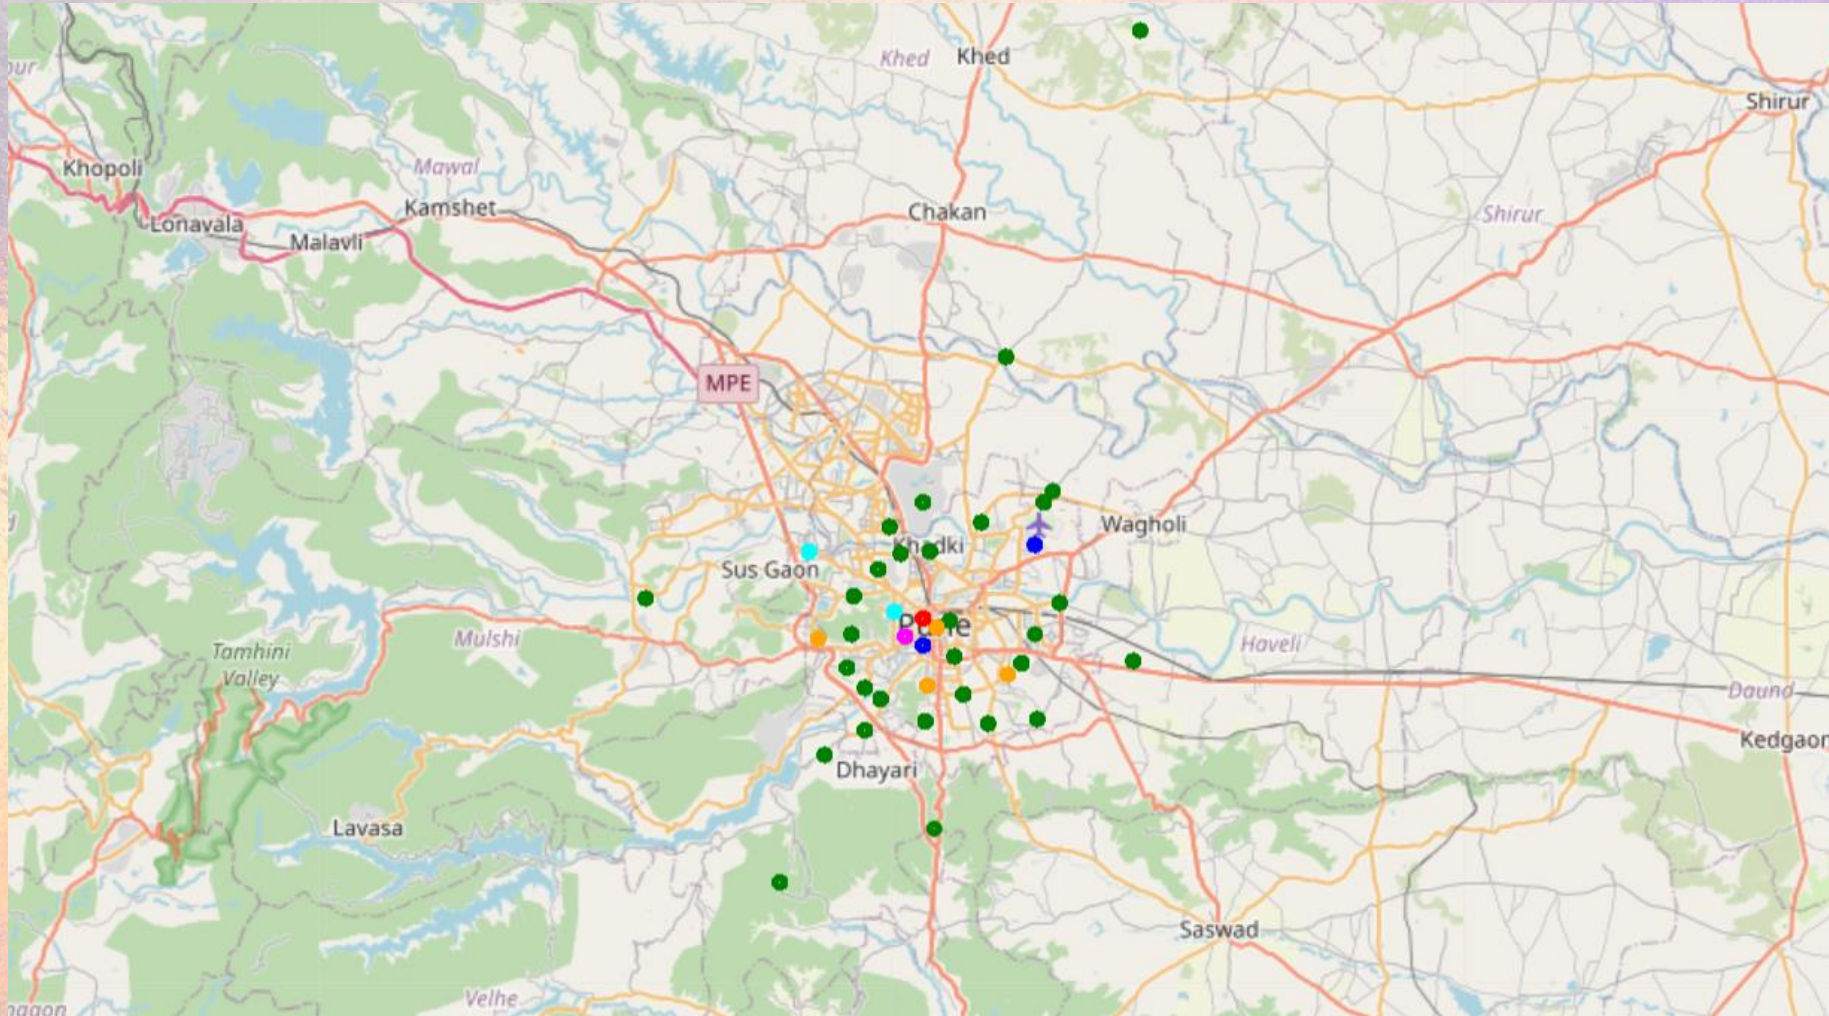 Khed
Khed
Shirur
Khopoli
Mawal
Kamshet
Lonavala
Malavli
Chakan
Shirur
MPE
Wagholi
Khadki
Sus Gaon
Pune
Mulshi
Haveli
Tamhini
Valley
Daund
Kedgaon
Dhayari
Lavasa
Saswad
Velhe